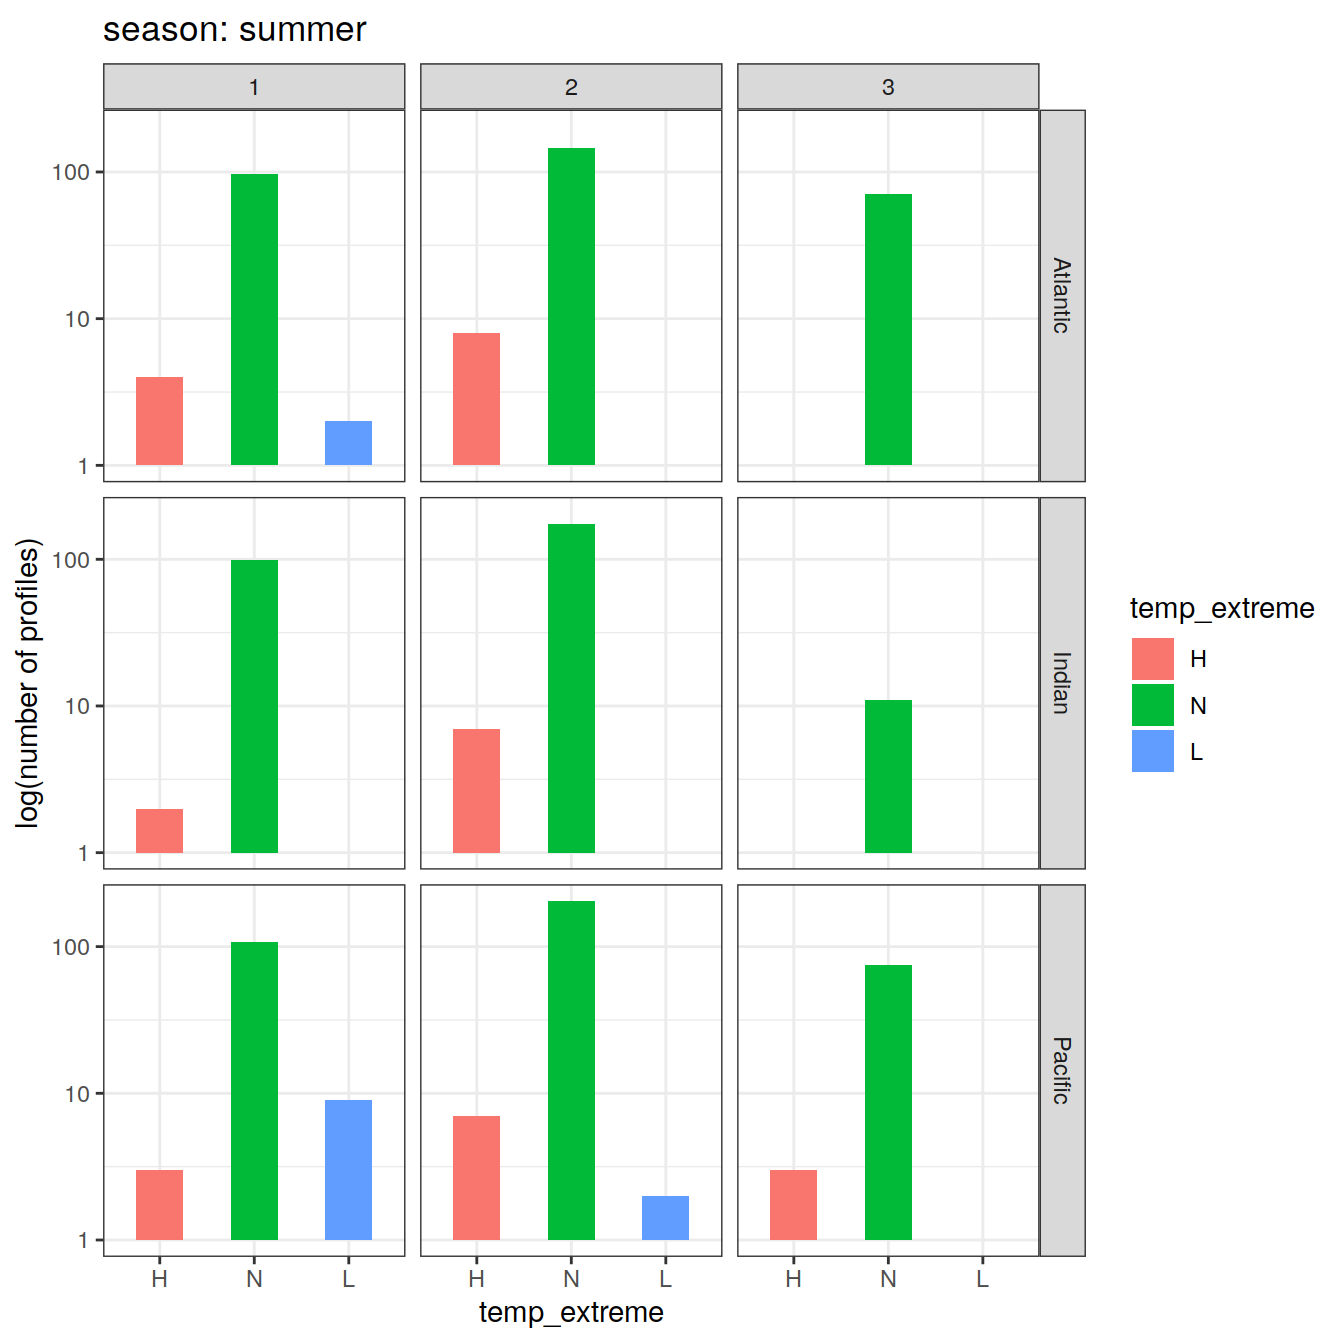 season: summer
1
2
3
100
10
1
Atlantic
100
10
1
Indian
100
10
1
Pacific
log(number of profiles)
H
N
L
H
N
L
H
N
L
temp_extreme
temp_extreme
H
N
L